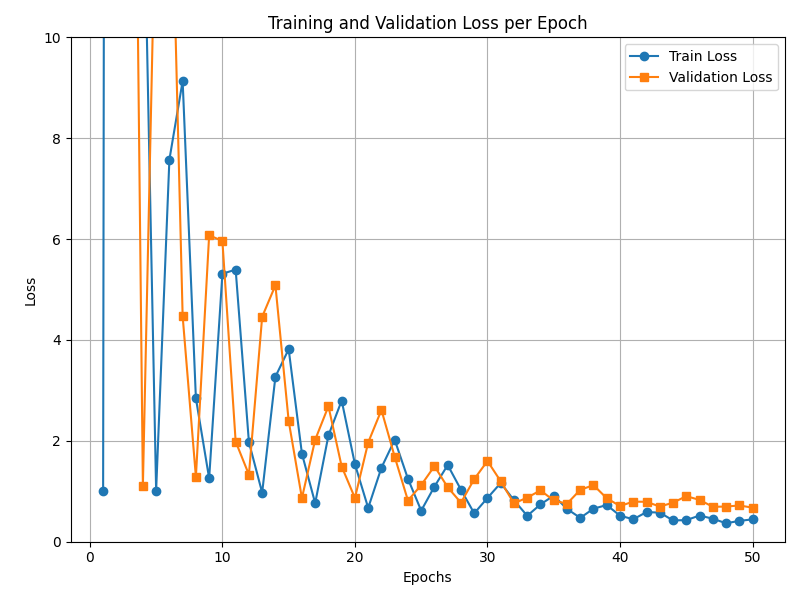 Training and Validation Loss per Epoch
Train Loss
Validation Loss
10
8
6
4
2
0
Loss
0 10 20 30 40 50
Epochs